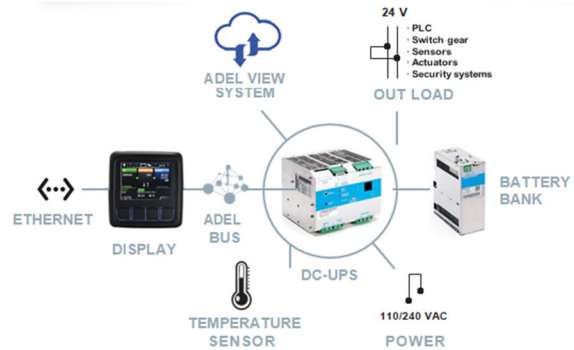 24 V
· PLC
· Switch gear
· Sensors
· Actuators
· Security systems
ADEL VIEW
SYSTEM
OUT LOAD
ETHERNET
DISPLAY
ADEL
BUS
BATTERY
BANK
DC-UPS
110/240 VAC
TEMPERATURE
SENSOR
POWER